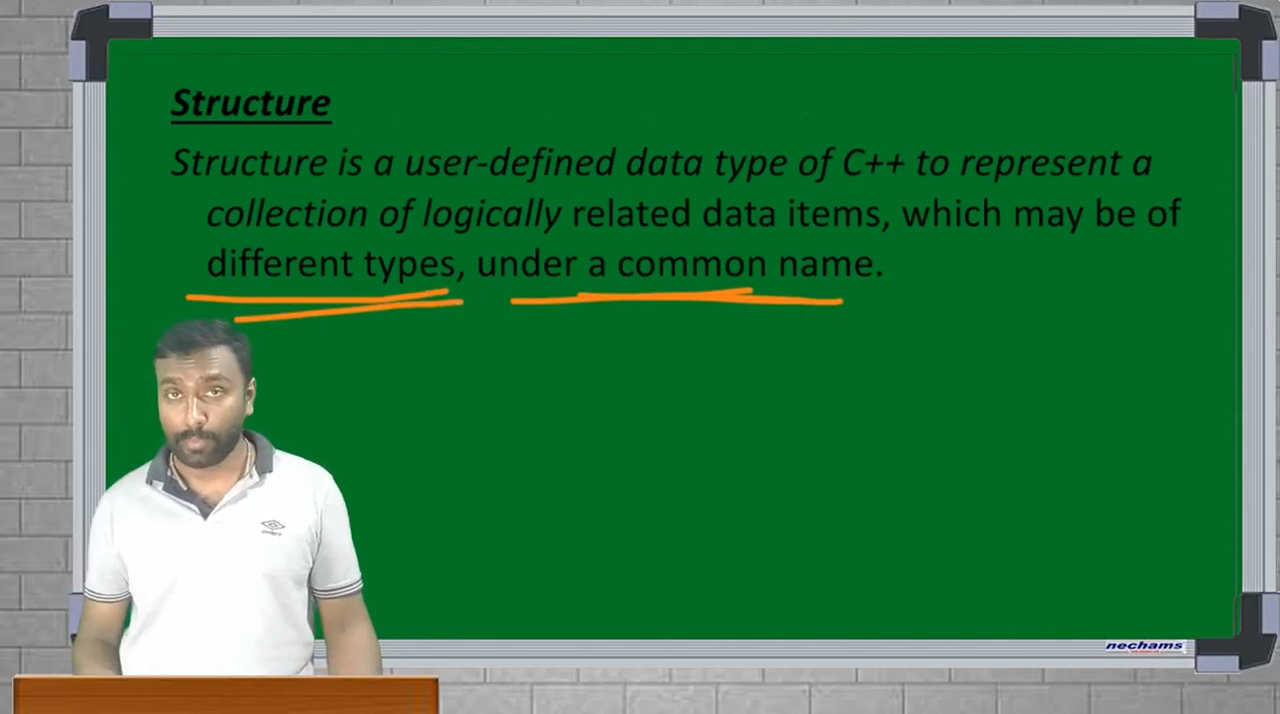 Structure
Structure is a user-defined data type of C++ to represent a
collection of logically related data items, which may be of
different types, under a common name.
umbro
nechams